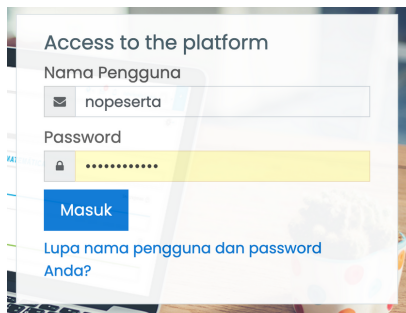 Access to the platform
Nama Pengguna
nopeserta
Password
••••••••••••
Masuk
Lupa nama pengguna dan password
Anda?